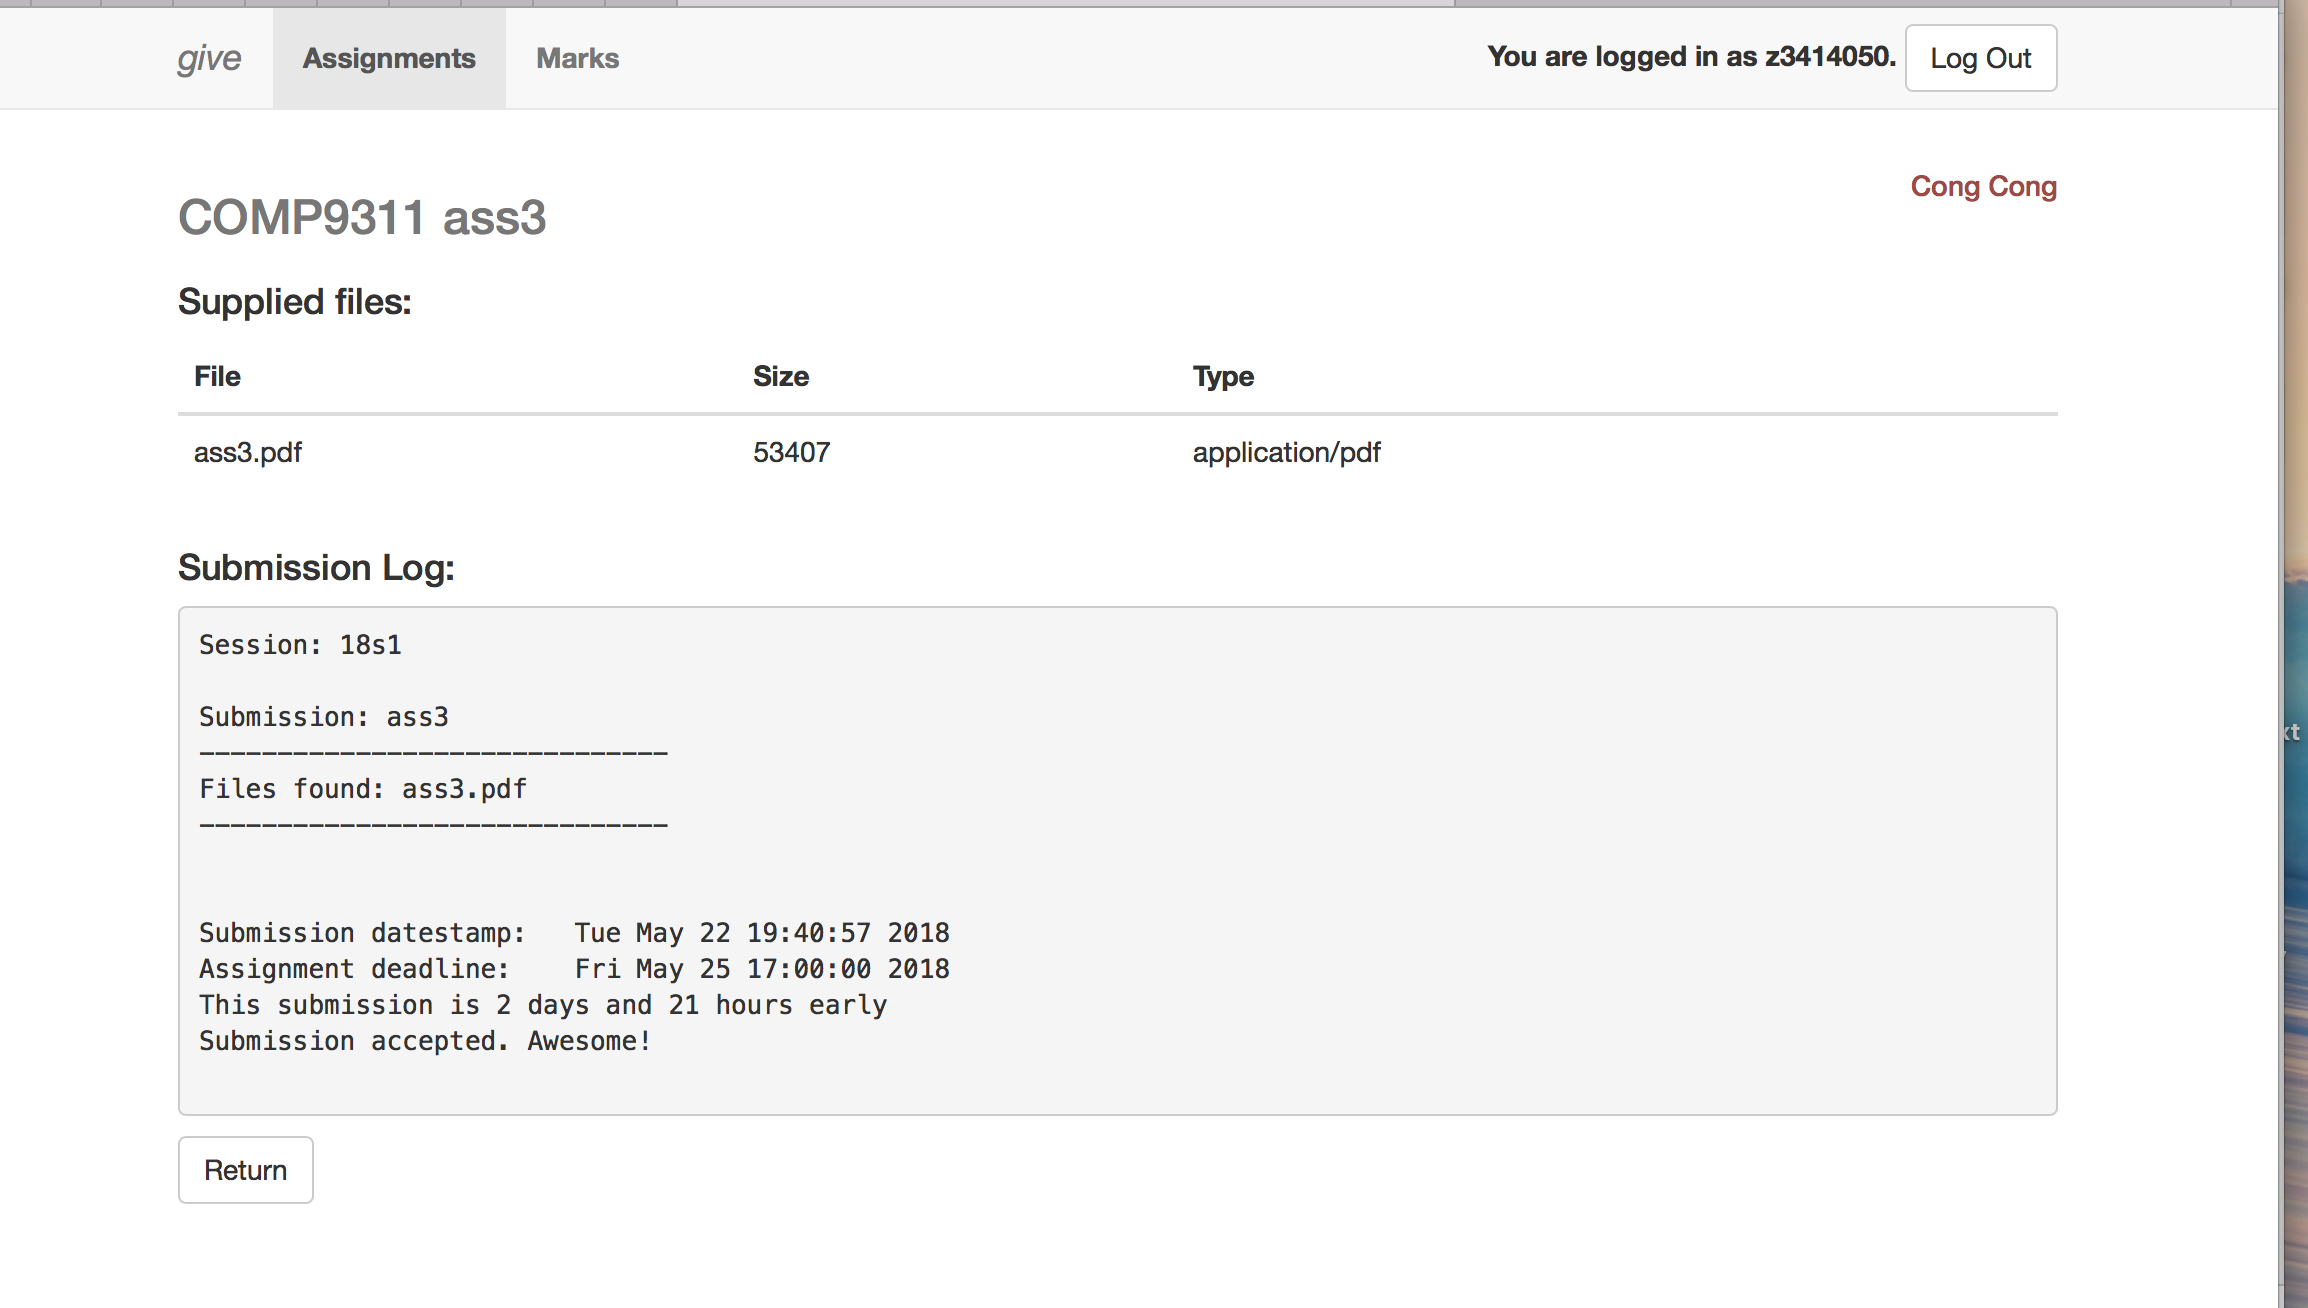 give Assignments Marks You are logged in as z3414050. Log Out
Cong Cong
COMP9311 ass3
Supplied files:
File Size Type
ass3.pdf 53407 application/pdf
Submission Log:
Session: 18s1
Submission: ass3
------------------------------
Files found: ass3.pdf
------------------------------
Submission datestamp: Tue May 22 19:40:57 2018
Assignment deadline: Fri May 25 17:00:00 2018
This submission is 2 days and 21 hours early
Submission accepted. Awesome!
Return